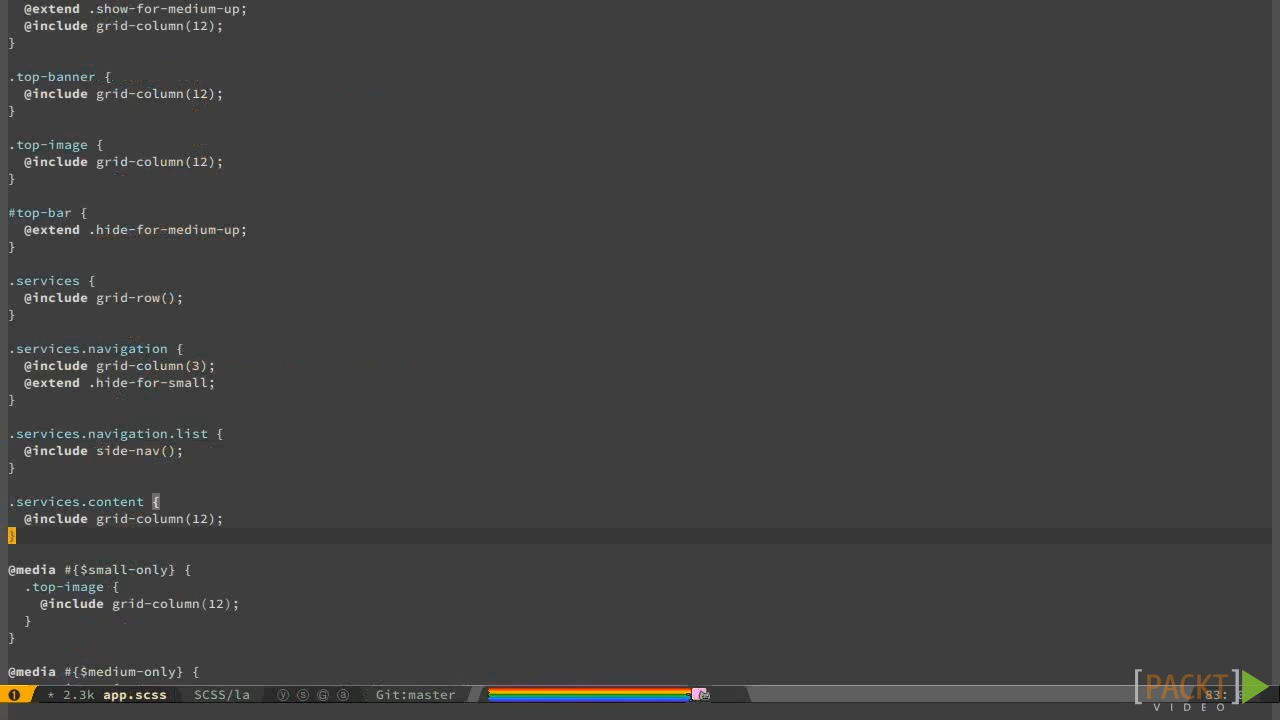 @extend .show-for-medium-up;
  @include grid-column(12);
}
.top-banner {
  @include grid-column(12);
}
.top-image {
  @include grid-column(12);
}
#top-bar {
  @extend .hide-for-medium-up;
}
.services {
  @include grid-row();
}
.services.navigation {
  @include grid-column(3);
  @extend .hide-for-small;
}
.services.navigation.list {
  @include side-nav();
}
.services.content {
  @include grid-column(12);
}
@media #{$small-only} {
  .top-image {
    @include grid-column(12);
  }
}
@media #{$medium-only} {
1 * 2.3k app.scss SCSS/la ⓨ ⓢ Ⓖ ⓐ Git:master 83:
[PACKT]
VIDEO